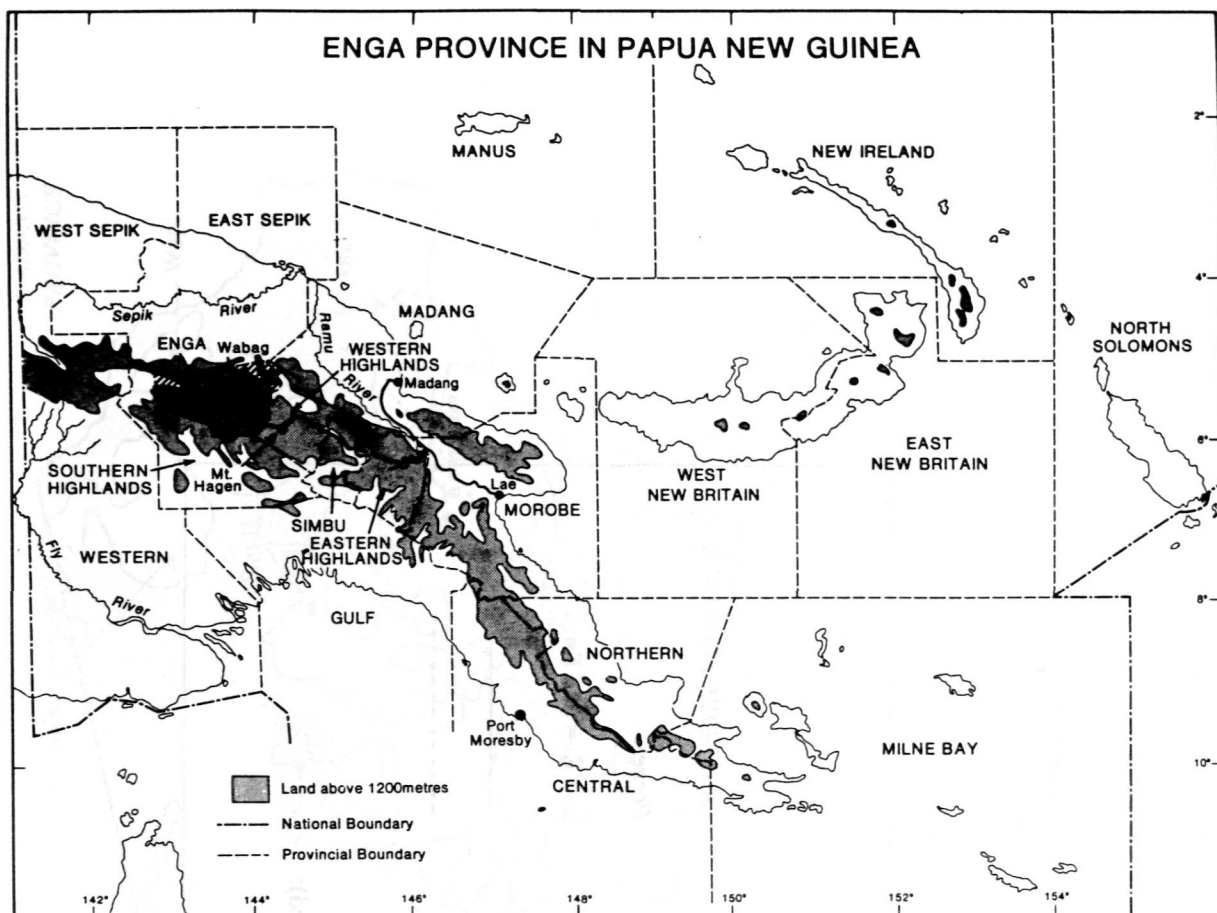 ENGA PROVINCE IN PAPUA NEW GUINEA
2°
MANUS
NEW IRELAND
WEST SEPIK
EAST SEPIK
4°
Sepik
River
Ramu
River
MADANG
NORTH
SOLOMONS
ENGA
Wabag
WESTERN
HIGHLANDS
Madang
6°
SOUTHERN
HIGHLANDS
Mt.
Hagen
WEST
NEW BRITAIN
EAST
NEW BRITAIN
Lae
MOROBE
SIMBU
EASTERN
HIGHLANDS
WESTERN
Fly
River
GULF
8°
NORTHERN
Port
Moresby
MILNE BAY
10°
CENTRAL
Land above 1200metres
National Boundary
Provincial Boundary
142°
144°
146°
148°
150°
152°
154°